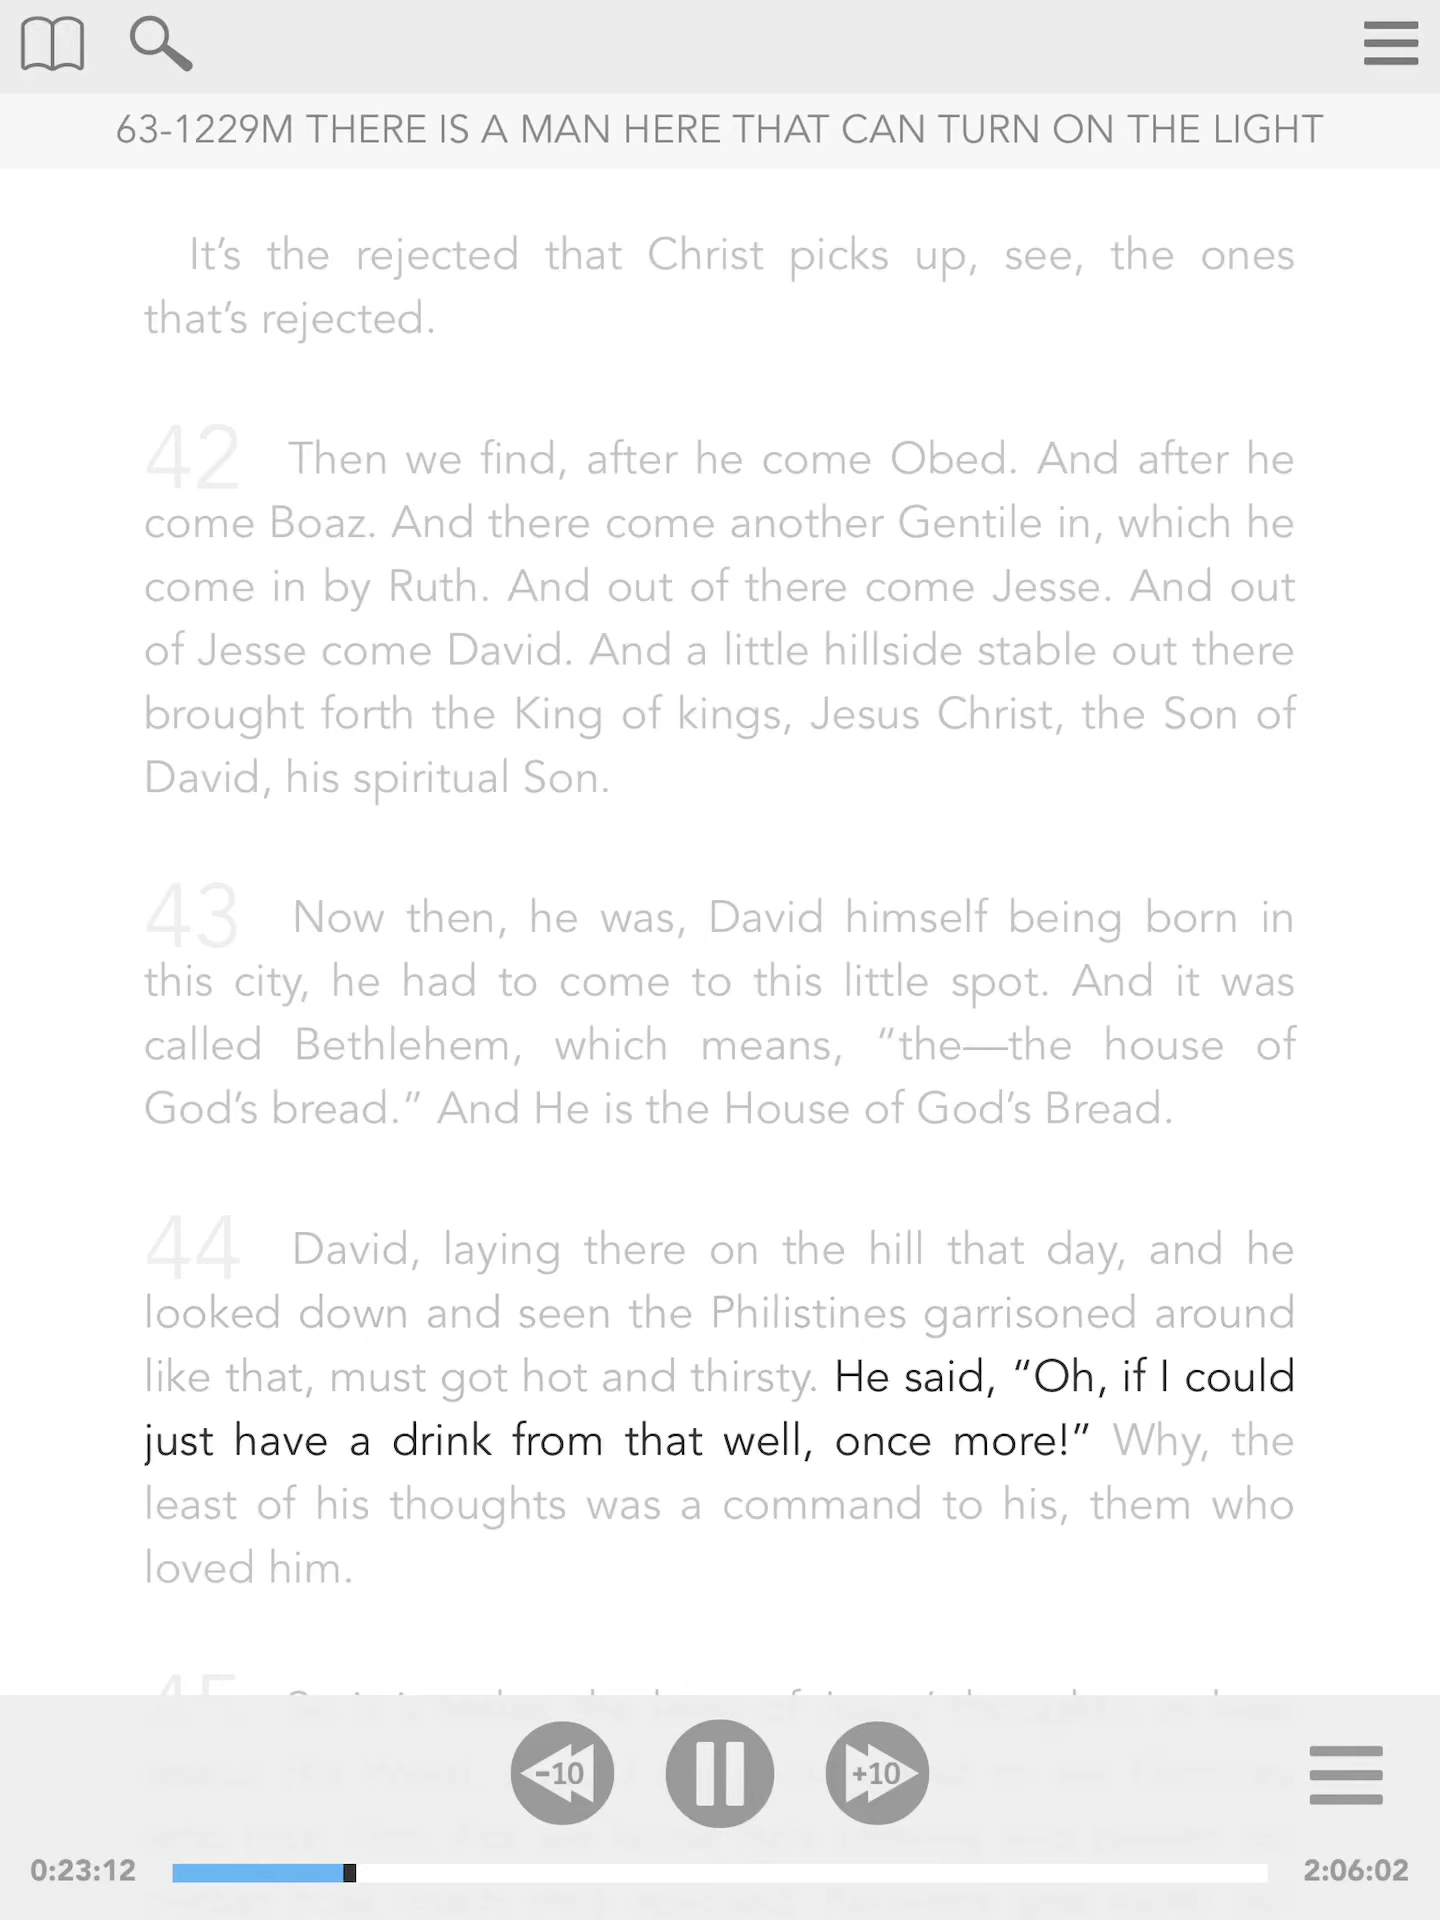 63-1229M THERE IS A MAN HERE THAT CAN TURN ON THE LIGHT
It’s the rejected that Christ picks up, see, the ones
that’s rejected.
42 Then we find, after he come Obed. And after he
come Boaz. And there come another Gentile in, which he
come in by Ruth. And out of there come Jesse. And out
of Jesse come David. And a little hillside stable out there
brought forth the King of kings, Jesus Christ, the Son of
David, his spiritual Son.
43 Now then, he was, David himself being born in
this city, he had to come to this little spot. And it was
called Bethlehem, which means, “the—the house of
God’s bread.” And He is the House of God’s Bread.
44 David, laying there on the hill that day, and he
looked down and seen the Philistines garrisoned around
like that, must got hot and thirsty. He said, “Oh, if I could
just have a drink from that well, once more!” Why, the
least of his thoughts was a command to his, them who
loved him.
-10 +10
0:23:12 2:06:02